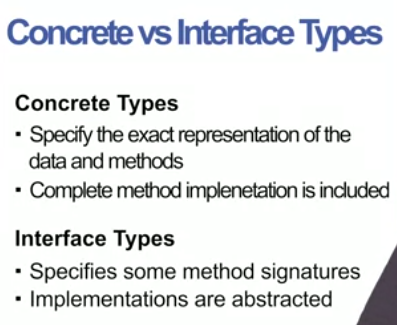 Concrete vs Interface Types
Concrete Types
▪ Specify the exact representation of the
data and methods
▪ Complete method implenetation is included
Interface Types
▪ Specifies some method signatures
▪ Implementations are abstracted